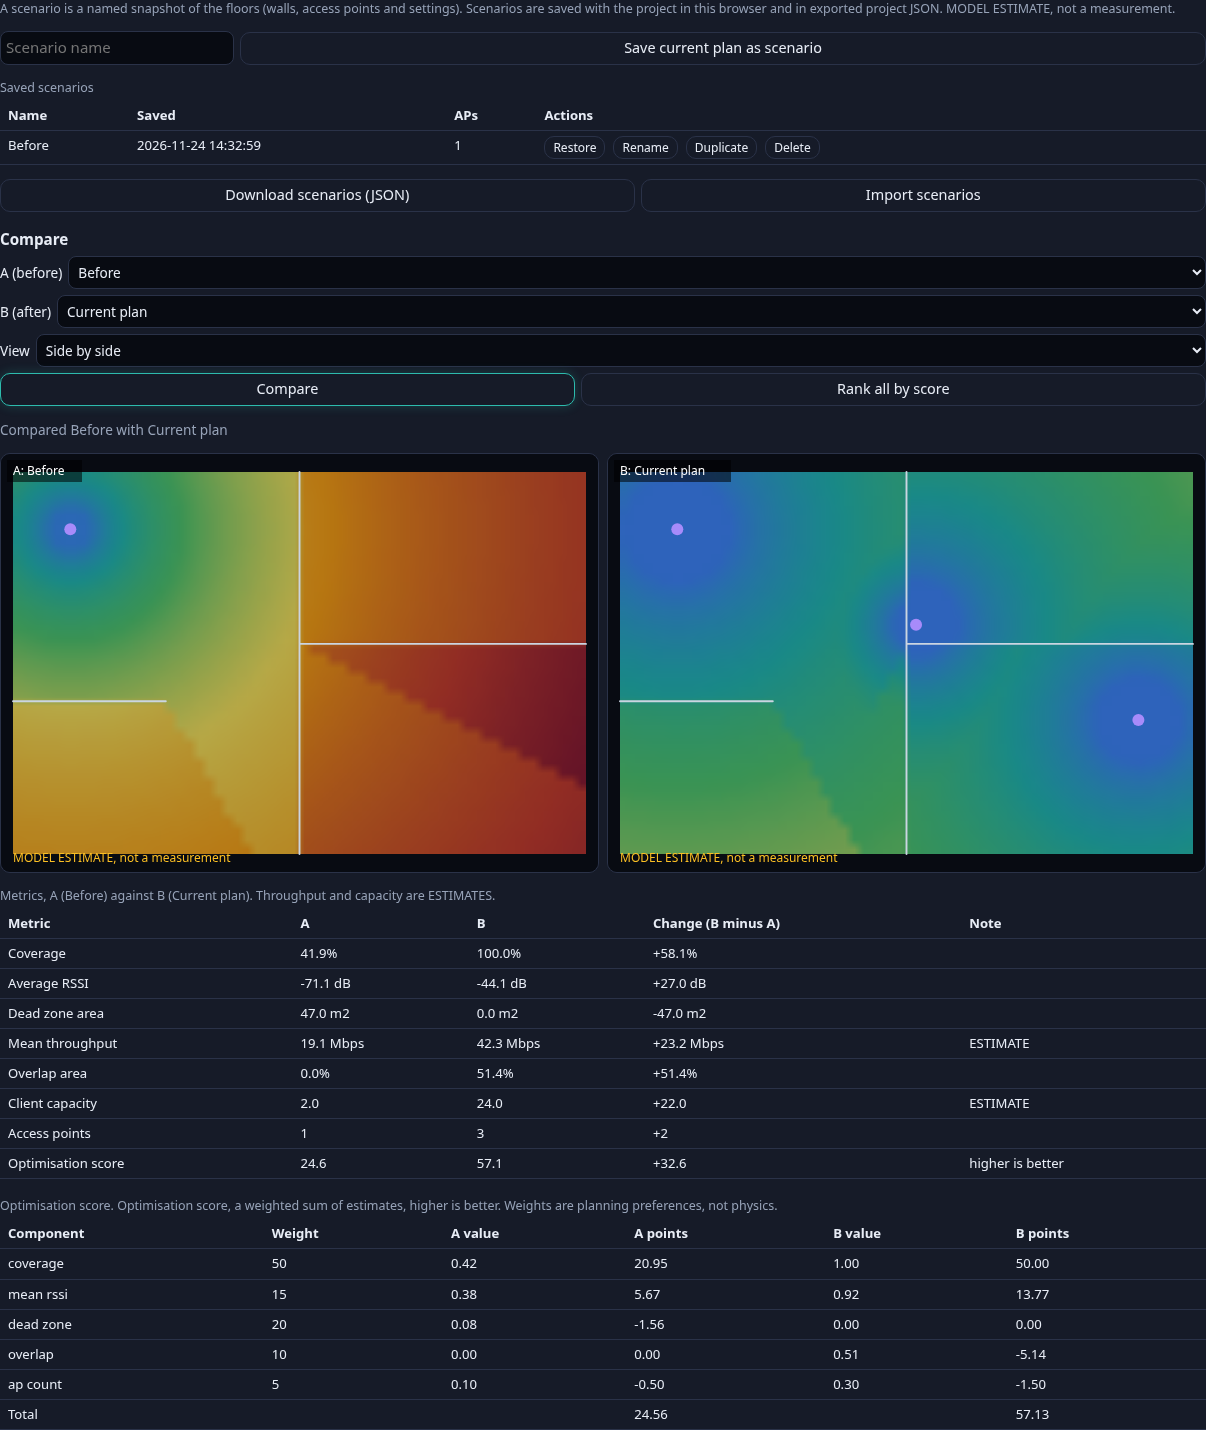 A scenario is a named snapshot of the floors (walls, access points and settings). Scenarios are saved with the project in this browser and in exported project JSON. MODEL ESTIMATE, not a measurement.
Scenario name
Save current plan as scenario
Saved scenarios
Name Saved APs Actions
Before 2026-11-24 14:32:59 1 Restore Rename Duplicate Delete
Download scenarios (JSON) Import scenarios
Compare
A (before) Before
B (after) Current plan
View Side by side
Compare Rank all by score
Compared Before with Current plan
A: Before
B: Current plan
MODEL ESTIMATE, not a measurement
MODEL ESTIMATE, not a measurement
Metrics, A (Before) against B (Current plan). Throughput and capacity are ESTIMATES.
Metric A B Change (B minus A) Note
Coverage 41.9% 100.0% +58.1%
Average RSSI -71.1 dB -44.1 dB +27.0 dB
Dead zone area 47.0 m2 0.0 m2 -47.0 m2
Mean throughput 19.1 Mbps 42.3 Mbps +23.2 Mbps ESTIMATE
Overlap area 0.0% 51.4% +51.4%
Client capacity 2.0 24.0 +22.0 ESTIMATE
Access points 1 3 +2
Optimisation score 24.6 57.1 +32.6 higher is better
Optimisation score. Optimisation score, a weighted sum of estimates, higher is better. Weights are planning preferences, not physics.
Component Weight A value A points B value B points
coverage 50 0.42 20.95 1.00 50.00
mean rssi 15 0.38 5.67 0.92 13.77
dead zone 20 0.08 -1.56 0.00 0.00
overlap 10 0.00 0.00 0.51 -5.14
ap count 5 0.10 -0.50 0.30 -1.50
Total 24.56 57.13